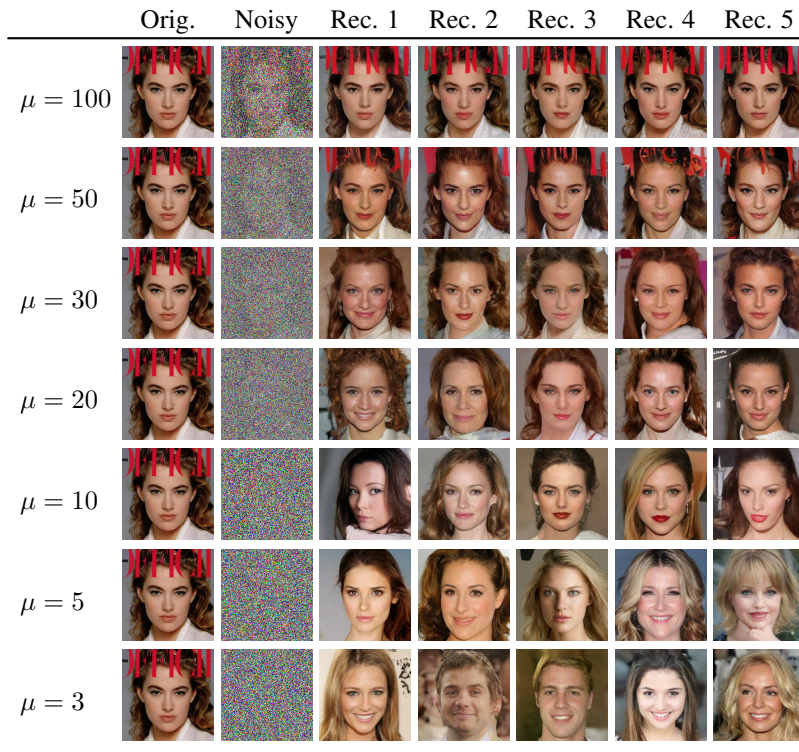 Orig. Noisy Rec. 1 Rec. 2 Rec. 3 Rec. 4 Rec. 5
μ = 100
μ = 50
μ = 30
μ = 20
μ = 10
μ = 5
μ = 3